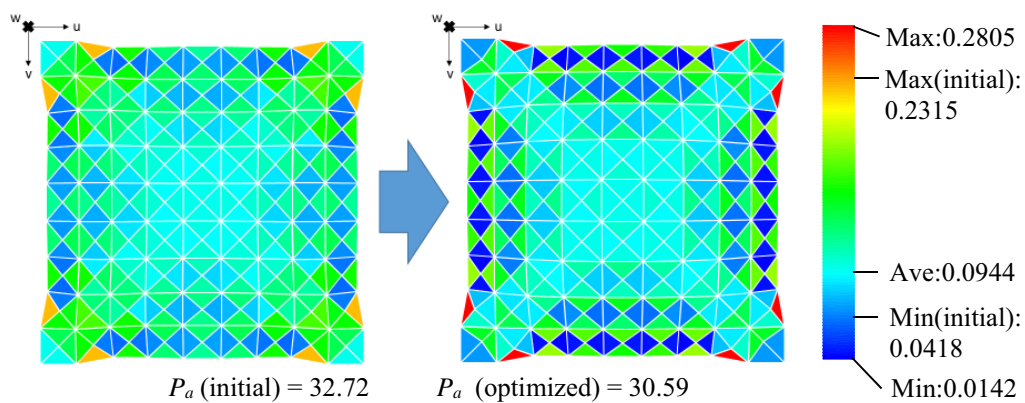 w
u
v
w
u
v
Max:0.2805
Max(initial):
0.2315
Ave:0.0944
Min(initial):
0.0418
Min:0.0142
Pa (initial) = 32.72
Pa (optimized) = 30.59